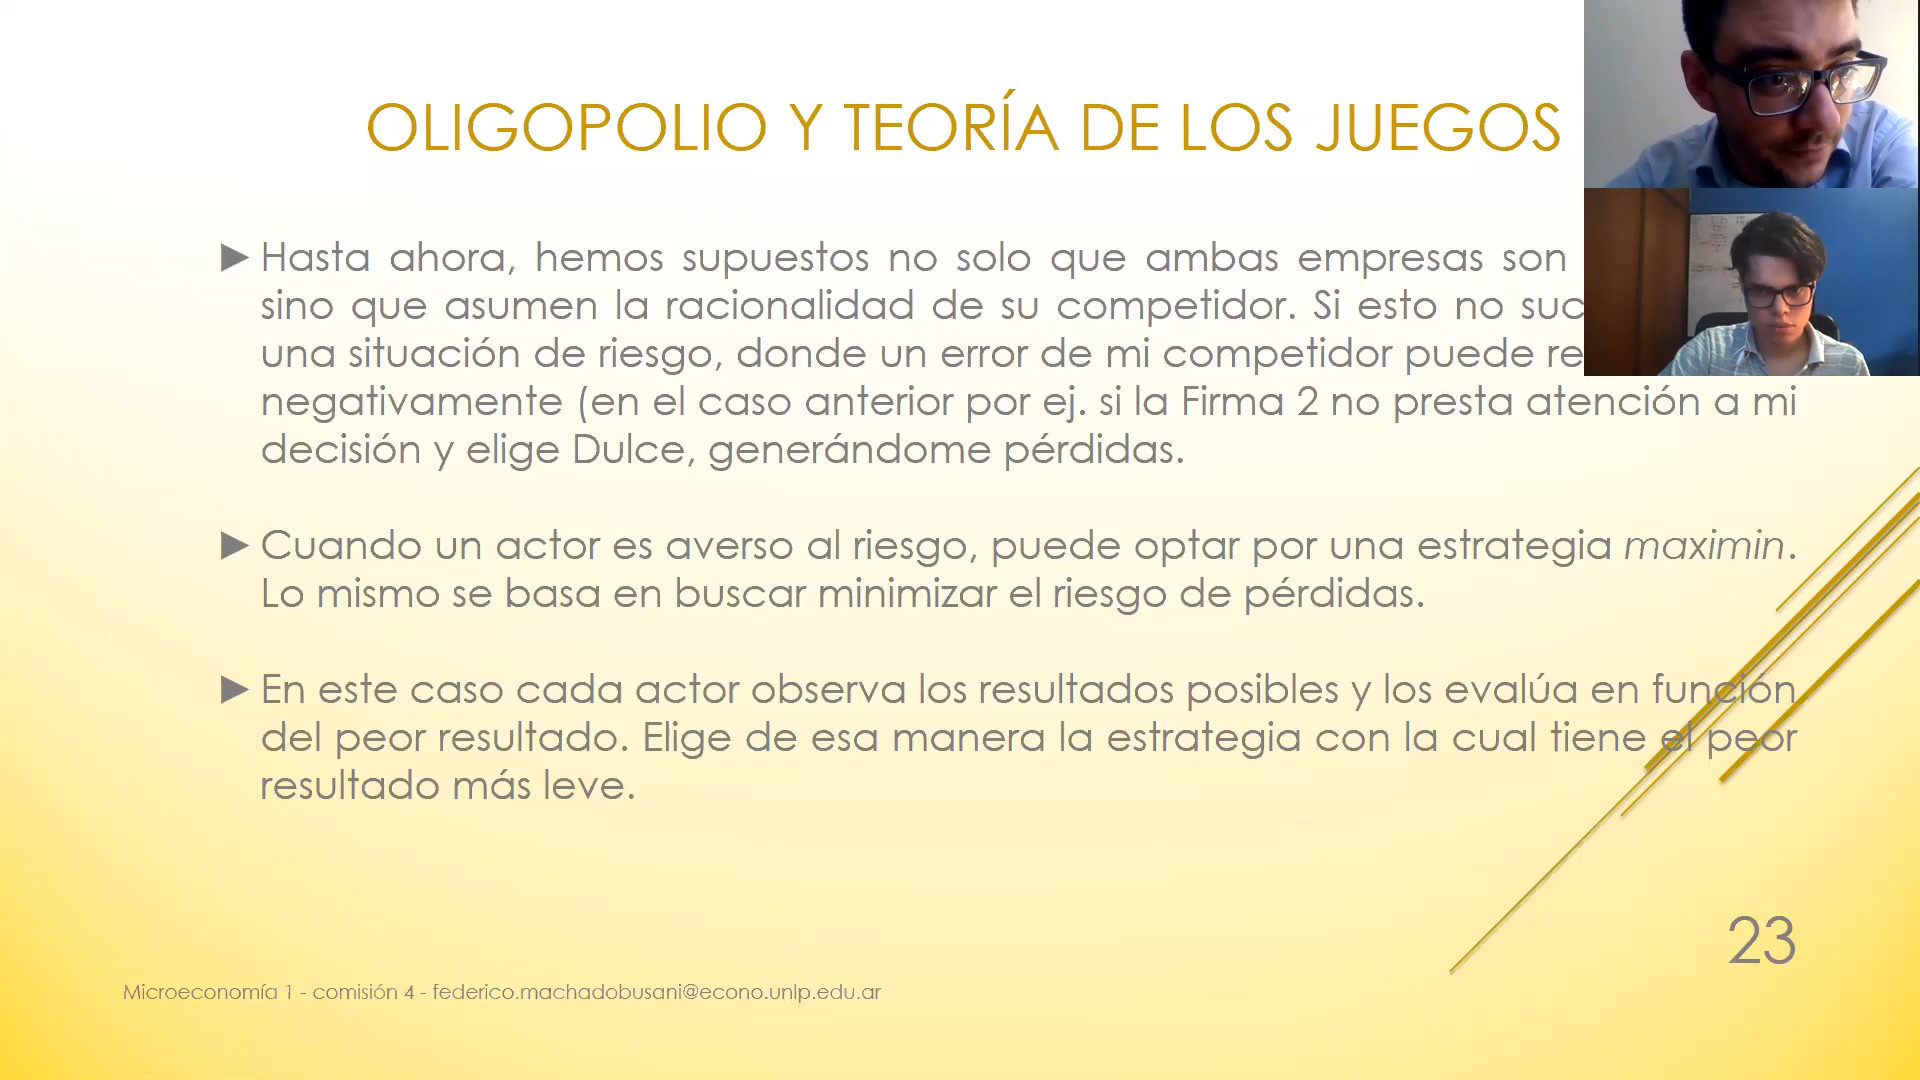 OLIGOPOLIO Y TEORÍA DE LOS JUEGOS
Hasta ahora, hemos supuestos no solo que ambas empresas son
sino que asumen la racionalidad de su competidor. Si esto no
una situación de riesgo, donde un error de mi competidor puede
negativamente (en el caso anterior por ej. si la Firma 2 no presta atención a mi
decisión y elige Dulce, generándome pérdidas.
Cuando un actor es averso al riesgo, puede optar por una estrategia maximin.
Lo mismo se basa en buscar minimizar el riesgo de pérdidas.
En este caso cada actor observa los resultados posibles y los evalúa en función
del peor resultado. Elige de esa manera la estrategia con la cual tiene el peor
resultado más leve.
23
Microeconomía 1 - comisión 4 - federico.machadobusani@econo.unlp.edu.ar